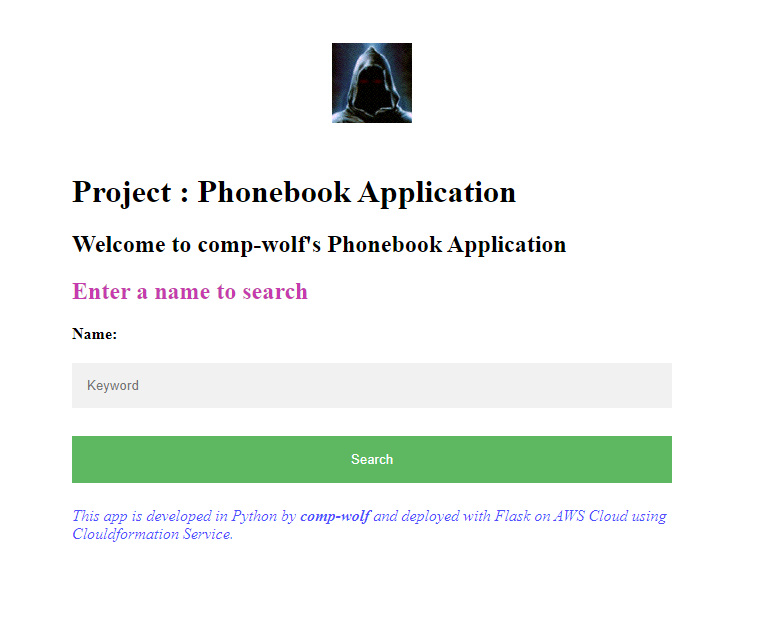 Project : Phonebook Application
Welcome to comp-wolf's Phonebook Application
Enter a name to search
Name:
Keyword
Search
This app is developed in Python by comp-wolf and deployed with Flask on AWS Cloud using
Clouldformation Service.